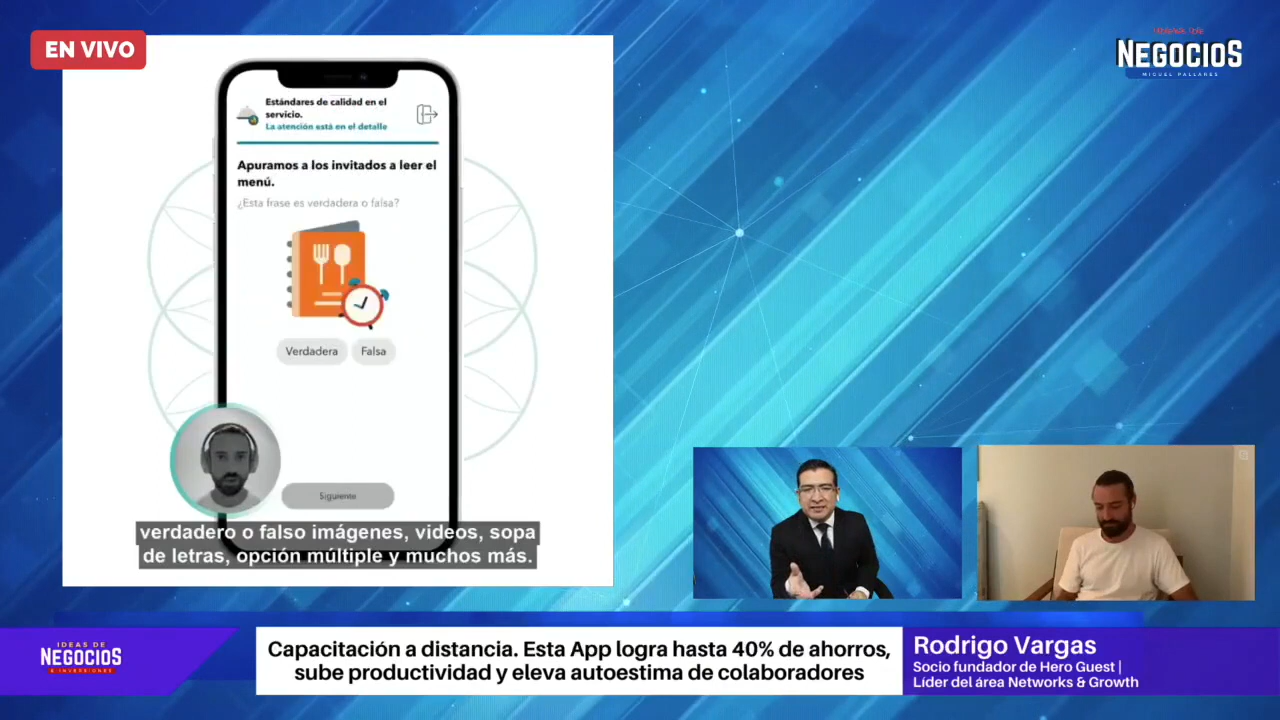 EN VIVO
NEGOCIOS
MIGUEL PALLARES
Estándares de calidad en el
servicio.
La atención está en el detalle
Apuramos a los invitados a leer el
menú.
¿Esta frase es verdadera o falsa?
Verdadera
Falsa
Siguiente
verdadero o falso imágenes, videos, sopa
de letras, opción múltiple y muchos más.
IDEAS DE
NEGOCIOS
E INVERSIONES
Capacitación a distancia. Esta App logra hasta 40% de ahorros,
sube productividad y eleva autoestima de colaboradores
Rodrigo Vargas
Socio fundador de Hero Guest |
Líder del área Networks & Growth